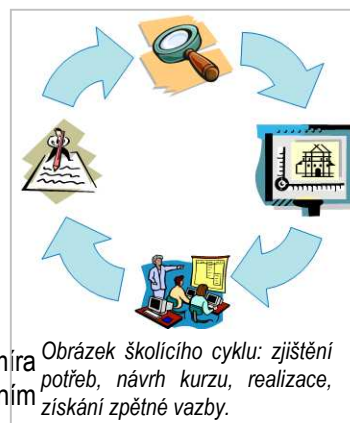 Obrázek školícího cyklu: zjištění
potřeb, návrh kurzu, realizace,
získání zpětné vazby.